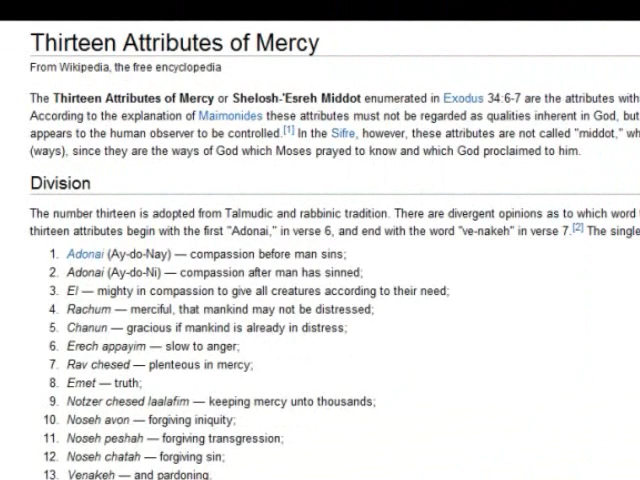 Thirteen Attributes of Mercy
From Wikipedia, the free encyclopedia
The Thirteen Attributes of Mercy or Shelosh-'Esreh Middot enumerated in Exodus 34:6-7 are the attributes with
According to the explanation of Maimonides these attributes must not be regarded as qualities inherent in God, but
appears to the human observer to be controlled.[1] In the Sifre, however, these attributes are not called "middot," wh
(ways), since they are the ways of God which Moses prayed to know and which God proclaimed to him.
Division
The number thirteen is adopted from Talmudic and rabbinic tradition. There are divergent opinions as to which word
thirteen attributes begin with the first "Adonai," in verse 6, and end with the word "ve-nakeh" in verse 7.[2] The single
1. Adonai (Ay-do-Nay) — compassion before man sins;
2. Adonai (Ay-do-Ni) — compassion after man has sinned;
3. El — mighty in compassion to give all creatures according to their need;
4. Rachum — merciful, that mankind may not be distressed;
5. Chanun — gracious if mankind is already in distress;
6. Erech appayim — slow to anger;
7. Rav chesed — plenteous in mercy;
8. Emet — truth;
9. Notzer chesed laalafim — keeping mercy unto thousands;
10. Noseh avon — forgiving iniquity;
11. Noseh peshah — forgiving transgression;
12. Noseh chatah — forgiving sin;
13. Venakeh — and pardoning.